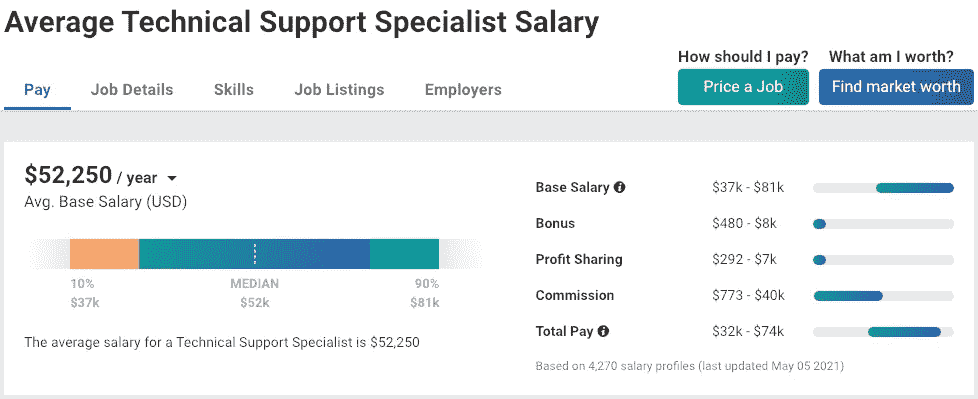 Average Technical Support Specialist Salary
How should I pay? What am I worth?
Pay Job Details Skills Job Listings Employers Price a Job Find market worth
$52,250 / year
Avg. Base Salary (USD)
10% MEDIAN 90%
$37k $52k $81k
The average salary for a Technical Support Specialist is $52,250
Base Salary $37k - $81k
Bonus $480 - $8k
Profit Sharing $292 - $7k
Commission $773 - $40k
Total Pay $32k - $74k
Based on 4,270 salary profiles (last updated May 05 2021)